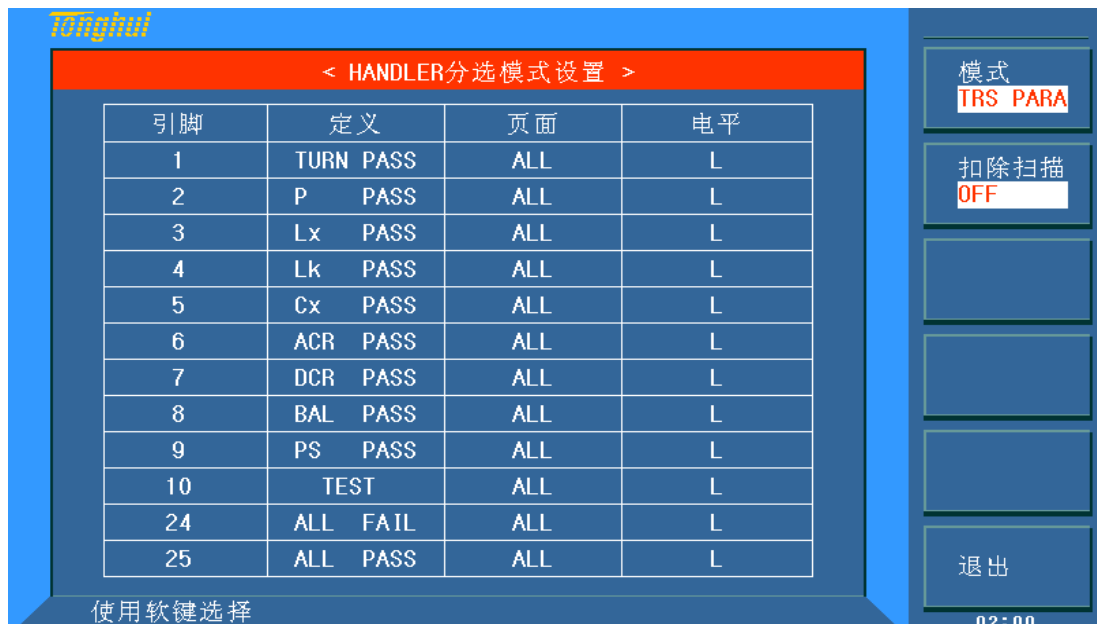 Tonghui
< HANDLER分选模式设置 >
引脚 定义 页面 电平
1 TURN PASS ALL L
2 P PASS ALL L
3 Lx PASS ALL L
4 Lk PASS ALL L
5 Cx PASS ALL L
6 ACR PASS ALL L
7 DCR PASS ALL L
8 BAL PASS ALL L
9 PS PASS ALL L
10 TEST ALL L
24 ALL FAIL ALL L
25 ALL PASS ALL L
使用软键选择
模式
TRS PARA
扣除扫描
OFF
退出